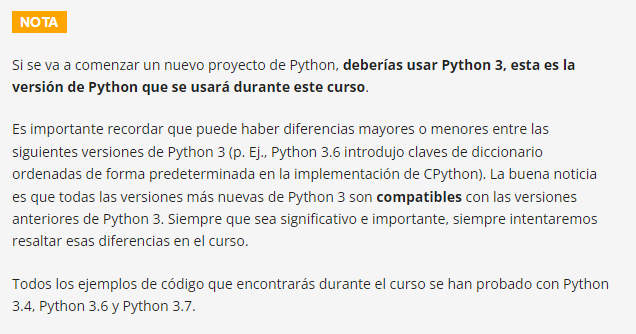 NOTA
Si se va a comenzar un nuevo proyecto de Python, deberías usar Python 3, esta es la
versión de Python que se usará durante este curso.
Es importante recordar que puede haber diferencias mayores o menores entre las
siguientes versiones de Python 3 (p. Ej., Python 3.6 introdujo claves de diccionario
ordenadas de forma predeterminada en la implementación de CPython). La buena noticia
es que todas las versiones más nuevas de Python 3 son compatibles con las versiones
anteriores de Python 3. Siempre que sea significativo e importante, siempre intentaremos
resaltar esas diferencias en el curso.
Todos los ejemplos de código que encontrarás durante el curso se han probado con Python
3.4, Python 3.6 y Python 3.7.